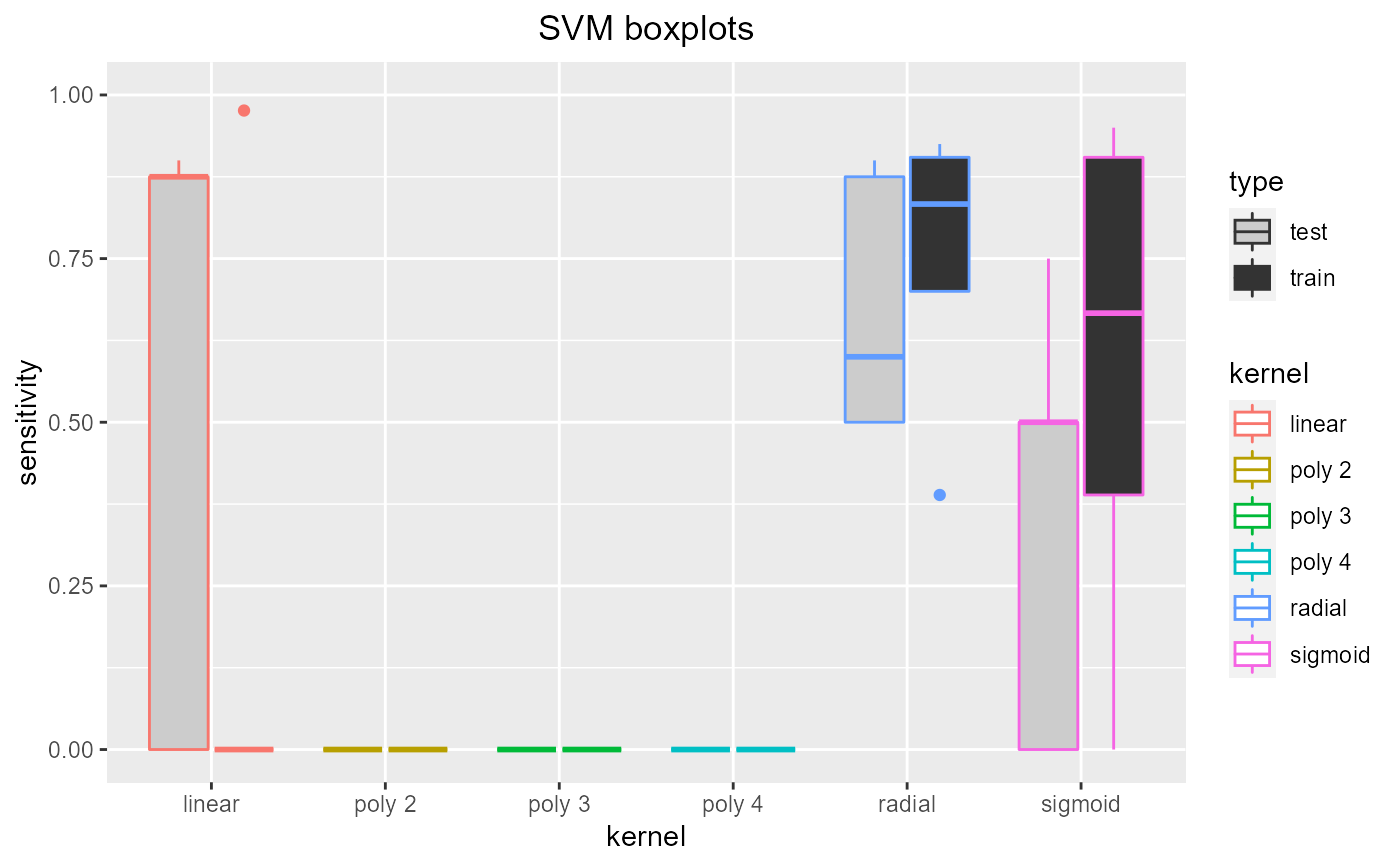 SVM boxplots
1.00
0.75
0.50
0.25
0.00
sensitivity
linear poly 2 poly 3 poly 4 radial sigmoid
kernel
type
test
train
kernel
linear
poly 2
poly 3
poly 4
radial
sigmoid